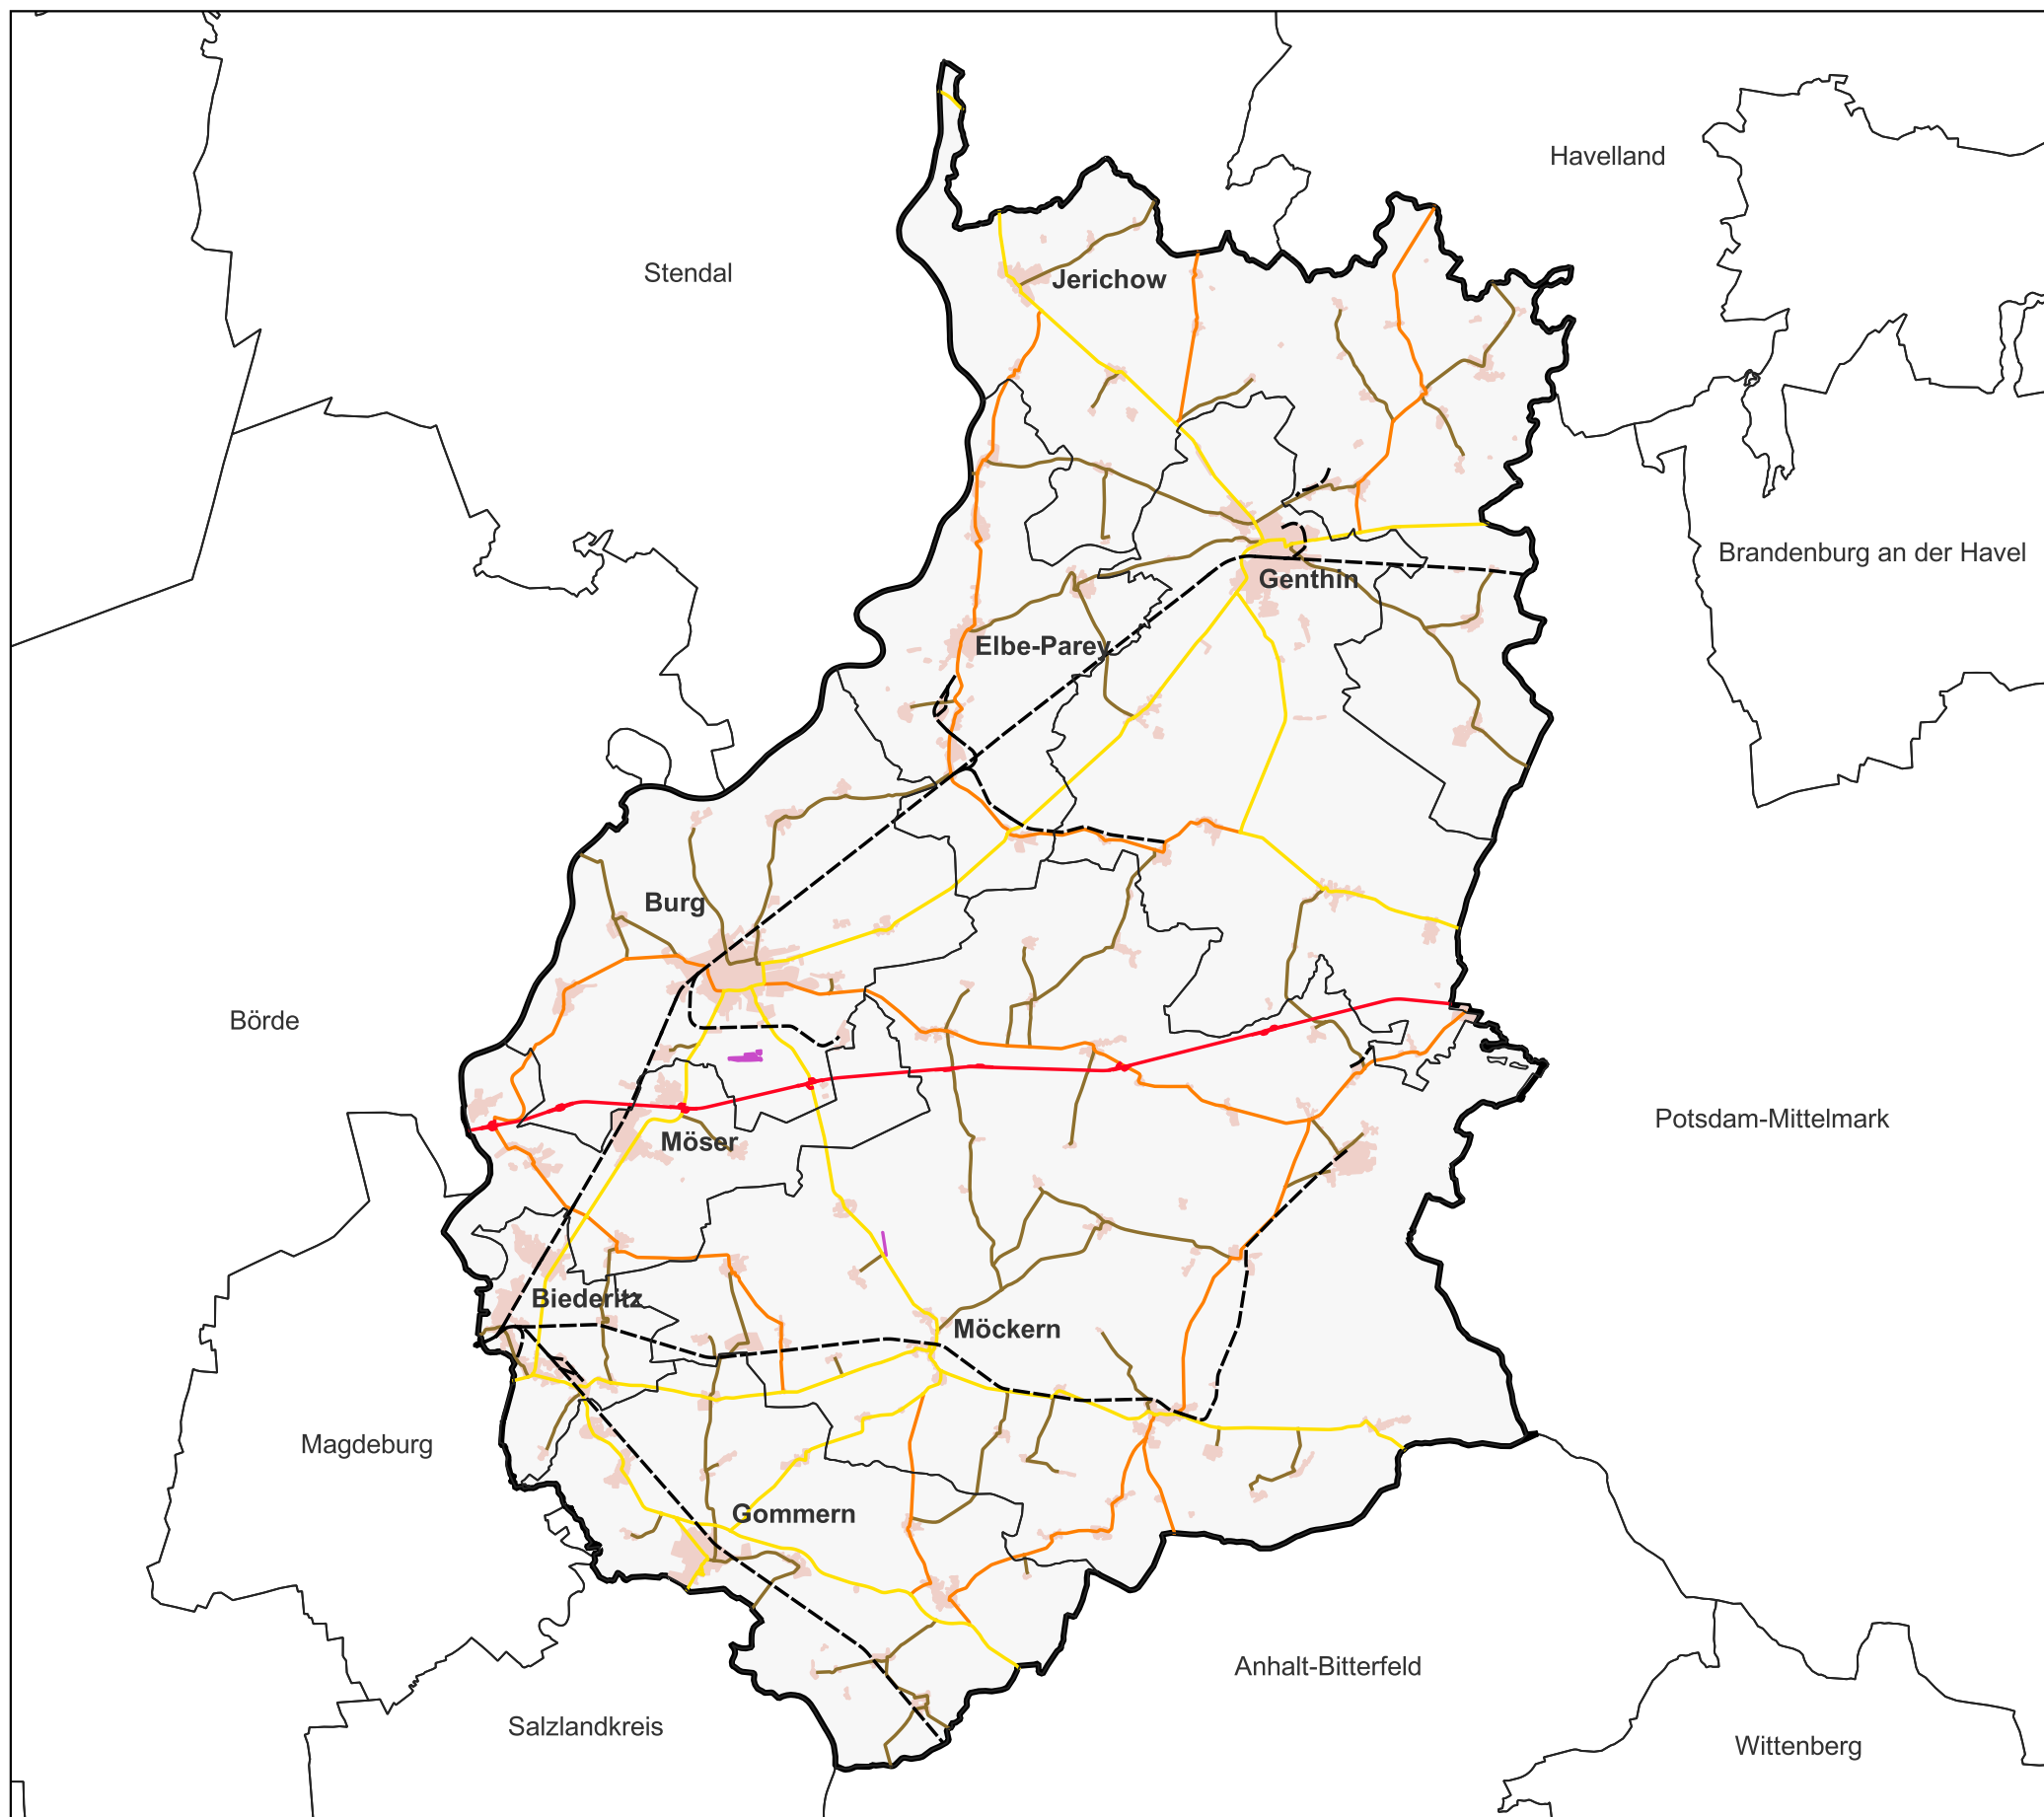 Havelland
Stendal
Jerichow
Brandenburg an der Havel
Genthin
Elbe-Parey
Burg
Börde
Potsdam-Mittelmark
Möser
Biederitz
Möckern
Magdeburg
Gommern
Anhalt-Bitterfeld
Salzlandkreis
Wittenberg